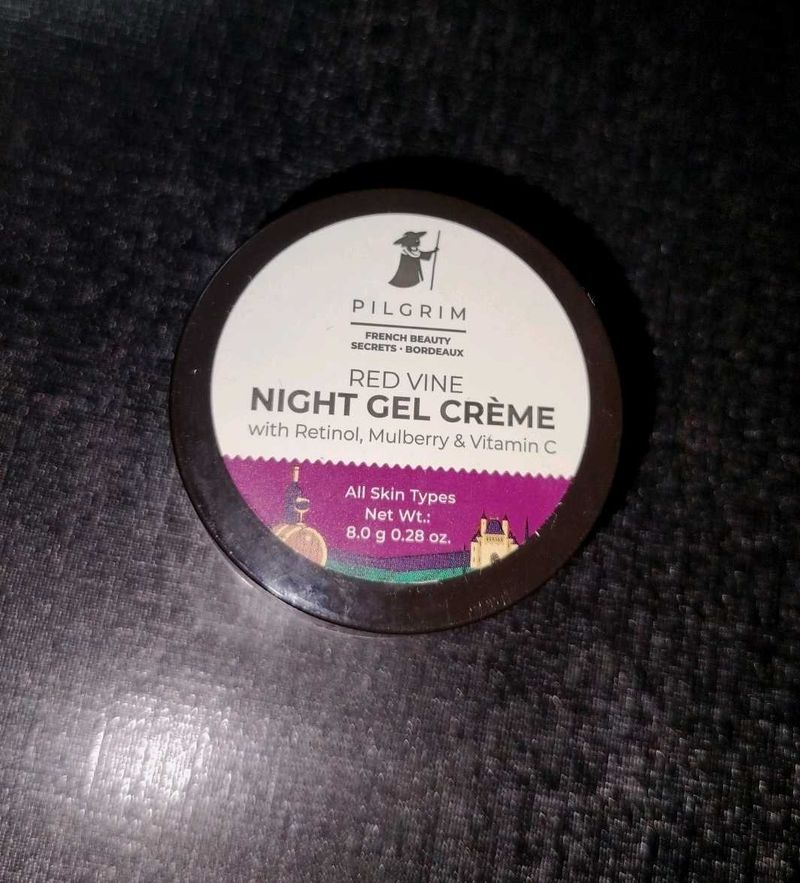 PILGRIM
FRENCH BEAUTY
SECRETS · BORDEAUX
RED VINE
NIGHT GEL CRÈME
with Retinol, Mulberry & Vitamin C
All Skin Types
Net Wt.:
8.0 g 0.28 oz.